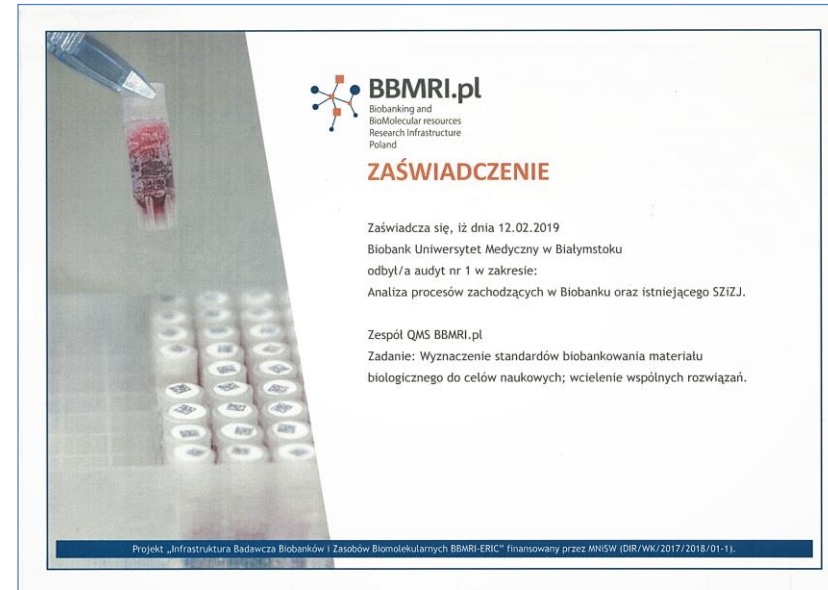 BBMRI.pl
Biobanking and
BioMolecular resources
Research Infrastructure
Poland
ZAŚWIADCZENIE
Zaświadcza się, iż dnia 12.02.2019
Biobank Uniwersytet Medyczny w Białymstoku
odbył/a audyt nr 1 w zakresie:
Analiza procesów zachodzących w Biobanku oraz istniejącego SZiZJ.
Zespół QMS BBMRI.pl
Zadanie: Wyznaczenie standardów biobankowania materiału
biologicznego do celów naukowych; wcielenie wspólnych rozwiązań.
Projekt „Infrastruktura Badawcza Biobanków i Zasobów Biomolekularnych BBMRI-ERIC” finansowany przez MNiSW (DIR/WK/2017/2018/01-1).